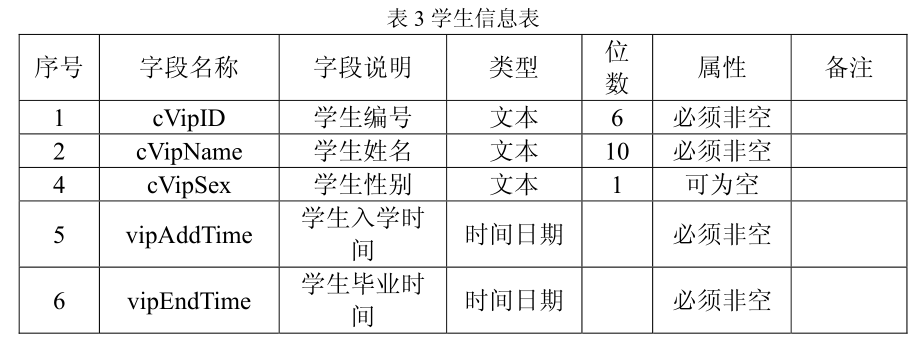 表 3 学生信息表
序号 字段名称 字段说明 类型 位数 属性 备注
1 cVipID 学生编号 文本 6 必须非空
2 cVipName 学生姓名 文本 10 必须非空
4 cVipSex 学生性别 文本 1 可为空
5 vipAddTime 学生入学时间 时间日期 必须非空
6 vipEndTime 学生毕业时间 时间日期 必须非空